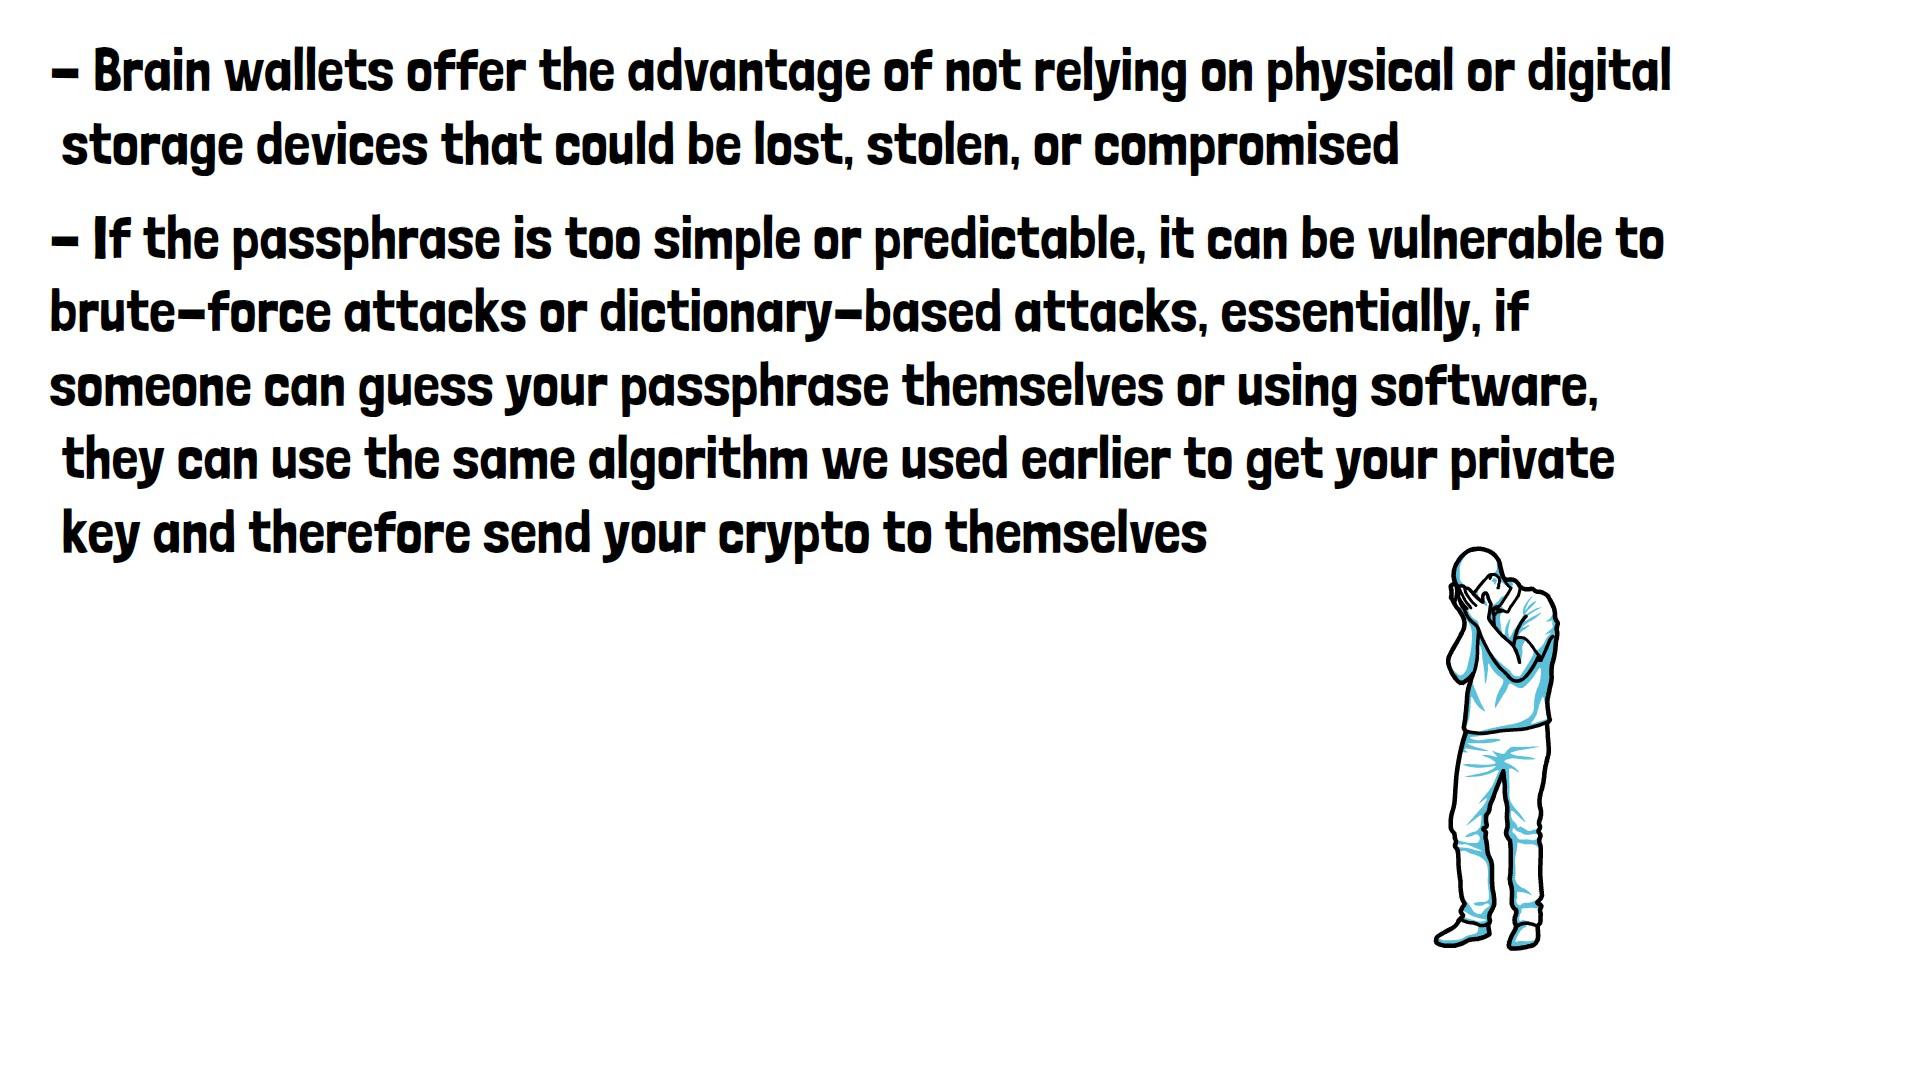 – Brain wallets offer the advantage of not relying on physical or digital
storage devices that could be lost, stolen, or compromised
– If the passphrase is too simple or predictable, it can be vulnerable to
brute–force attacks or dictionary–based attacks, essentially, if
someone can guess your passphrase themselves or using software,
they can use the same algorithm we used earlier to get your private
key and therefore send your crypto to themselves